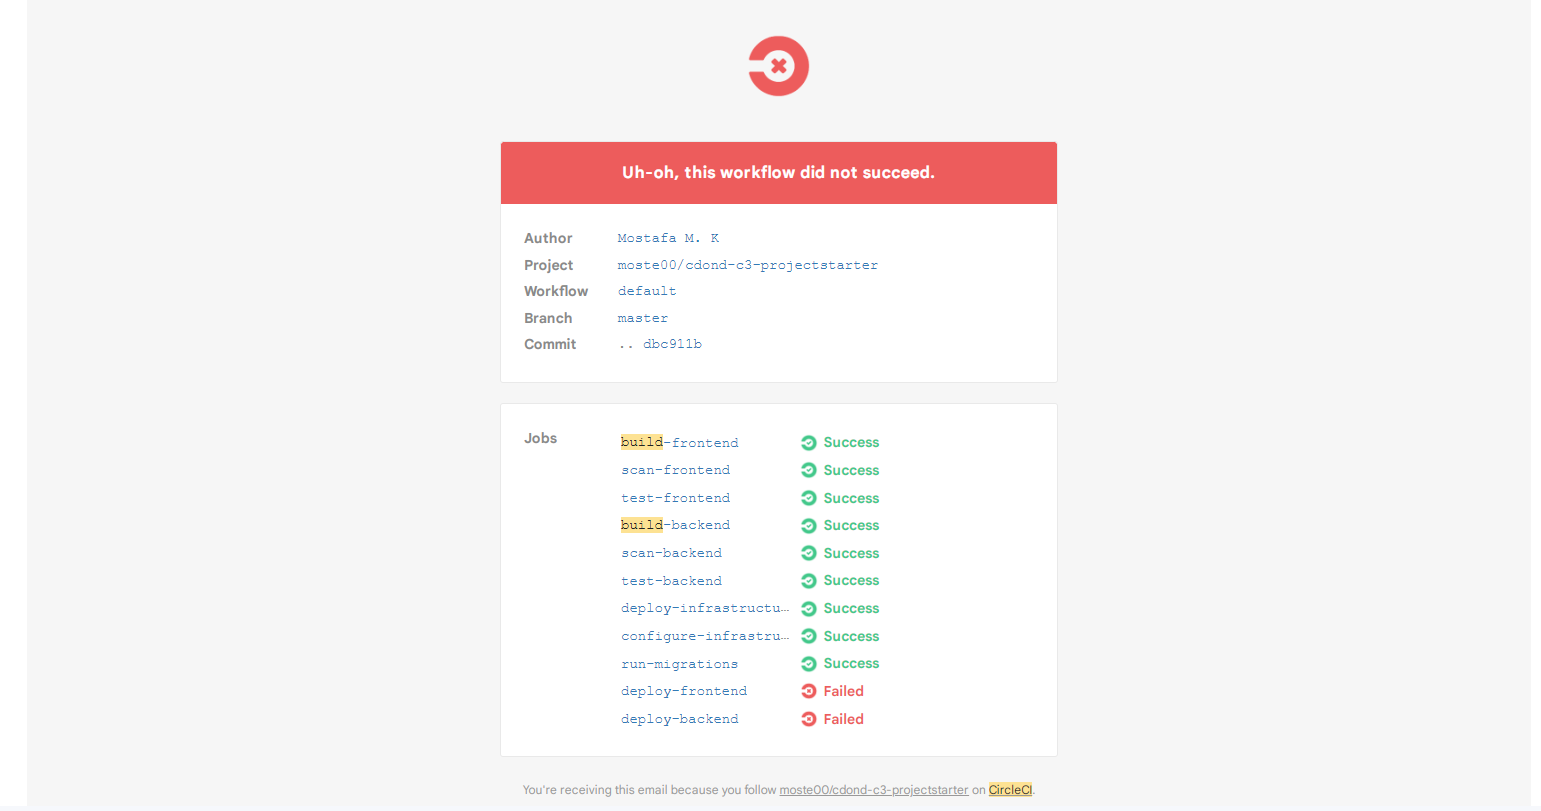 Uh-oh, this workflow did not succeed.
Author Mostafa M. K
Project moste00/cdond-c3-projectstarter
Workflow default
Branch master
Commit .. dbc911b
Jobs build-frontend Success
scan-frontend Success
test-frontend Success
build-backend Success
scan-backend Success
test-backend Success
deploy-infrastructu… Success
configure-infrastru… Success
run-migrations Success
deploy-frontend Failed
deploy-backend Failed
You're receiving this email because you follow moste00/cdond-c3-projectstarter on CircleCI.